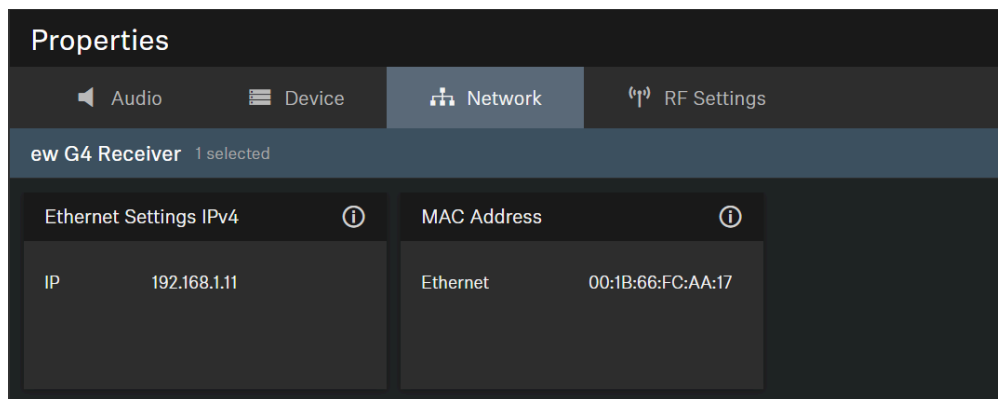 Properties
Audio Device Network RF Settings
ew G4 Receiver 1 selected
Ethernet Settings IPv4
IP 192.168.1.11
MAC Address
Ethernet 00:1B:66:FC:AA:17